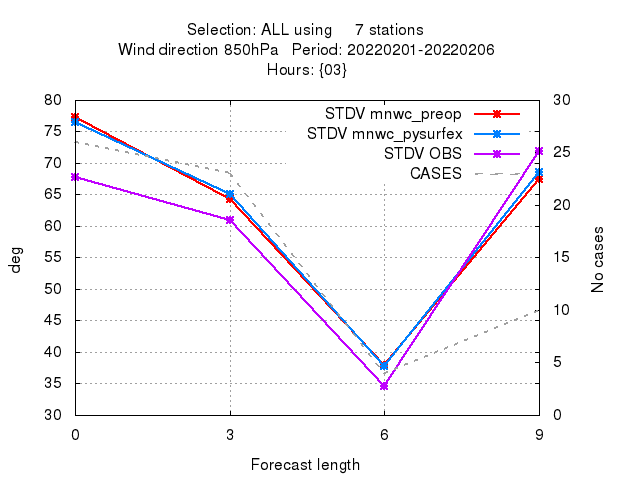 Selection: ALL using 7 stations
Wind direction 850hPa Period: 20220201-20220206
Hours: {03}
STDV mnwc_preop
STDV mnwc_pysurfex
STDV OBS
CASES
80
75
70
65
60
55
50
45
40
35
30
deg
30
25
20
15
10
5
0
No cases
0 3 6 9
Forecast length